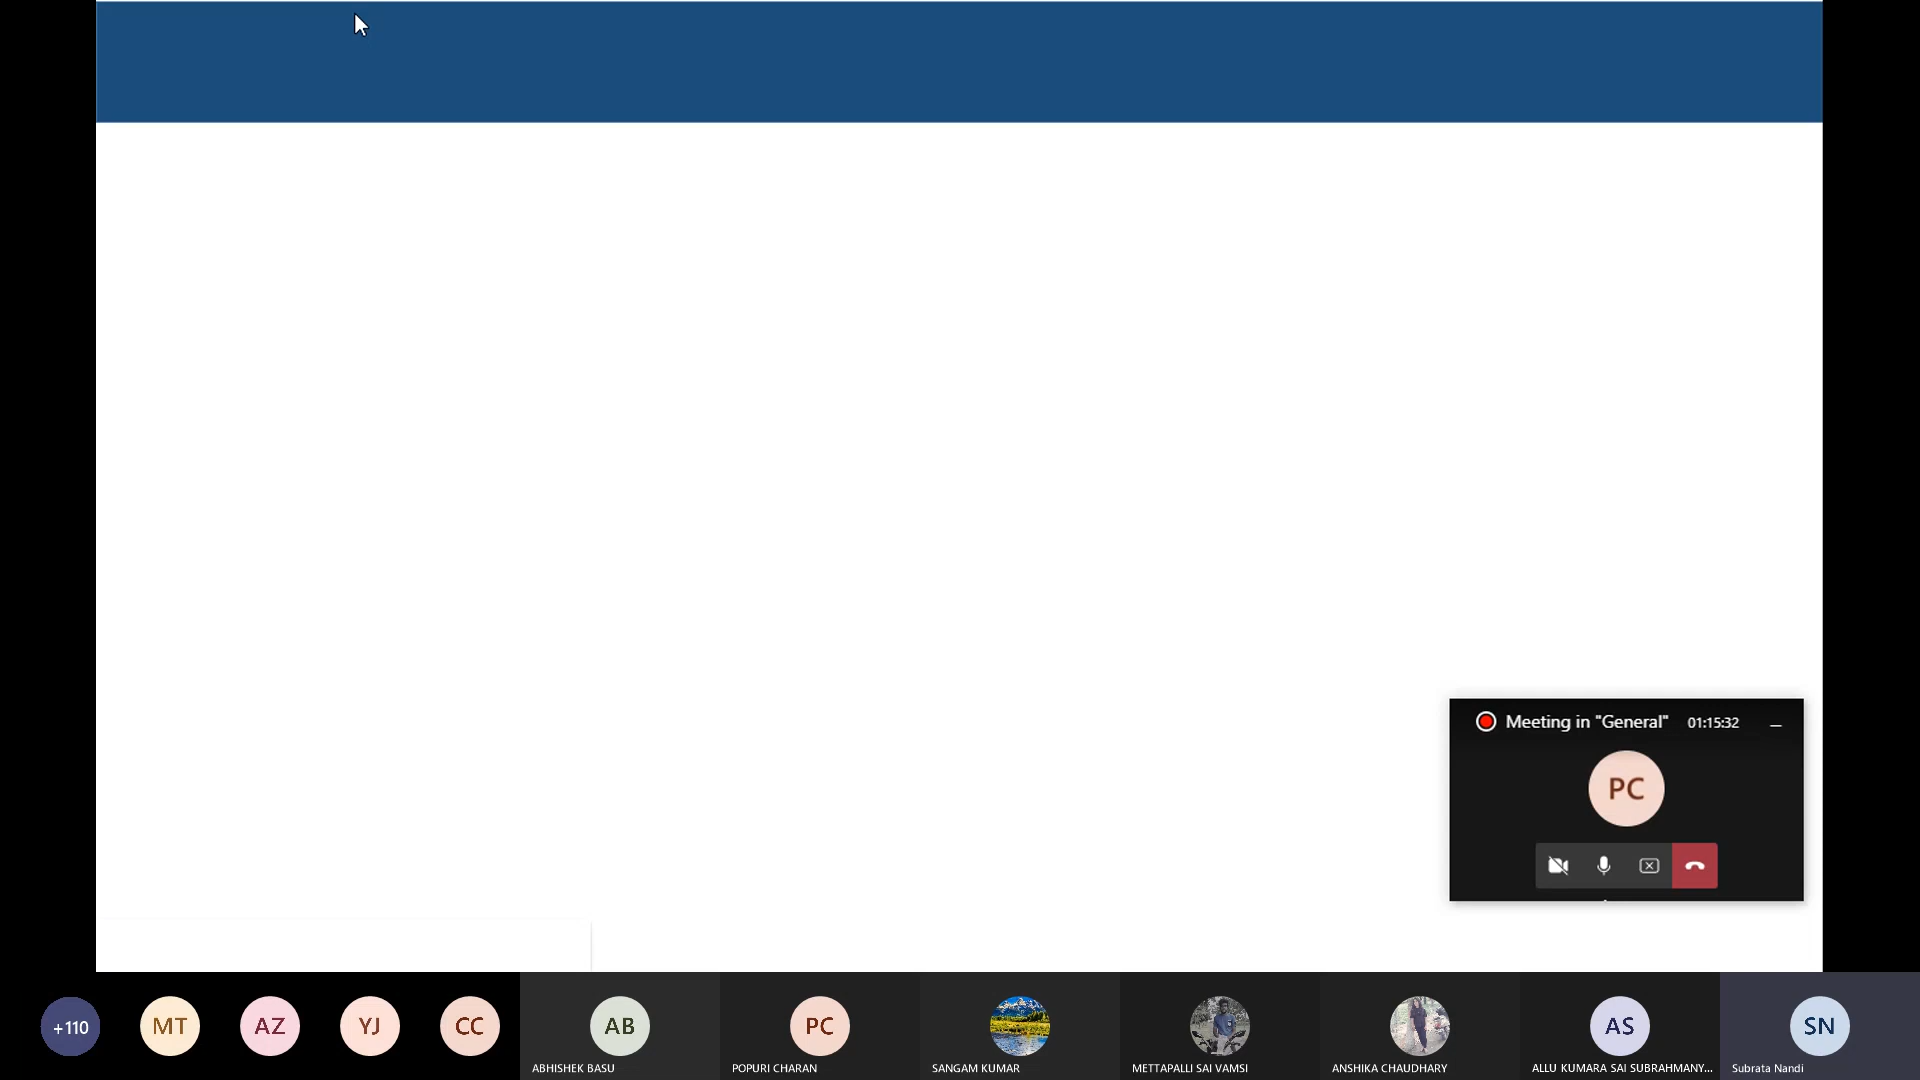 Meeting in "General" 01:15:32
PC
+110
MT
AZ
YJ
CC
AB
PC
AS
SN
ABHISHEK BASU
POPURI CHARAN
SANGAM KUMAR
METTAPALLI SAI VAMSI
ANSHIKA CHAUDHARY
ALLU KUMARA SAI SUBRAHMANY...
Subrata Nandi